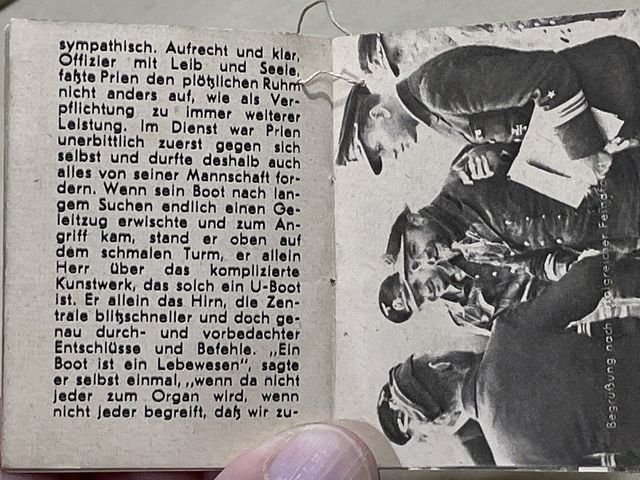 sympathisch. Aufrecht und klar,
Offizier mit Leib und Seele,
faßte Prien den plötzlichen Ruhm
nicht anders auf, wie als Ver-
pflichtung zu immer weiterer
Leistung. Im Dienst war Prien
unerbittlich zuerst gegen sich
selbst und durfte deshalb auch
alles von seiner Mannschaft for-
dern. Wenn sein Boot nach lan-
gem Suchen endlich einen Ge-
leitzug erwischte und zum An-
griff kam, stand er oben auf
dem schmalen Turm, er allein
Herr über das komplizierte
Kunstwerk, das solch ein U-Boot
ist. Er allein das Hirn, die Zen-
trale blitzschneller und doch ge-
nau durch- und vorbedachter
Entschlüsse und Befehle. „Ein
Boot ist ein Lebewesen“, sagte
er selbst einmal, „wenn da nicht
jeder zum Organ wird, wenn
nicht jeder begreift, daß wir zu-
Begrüßung nach erfolgreicher